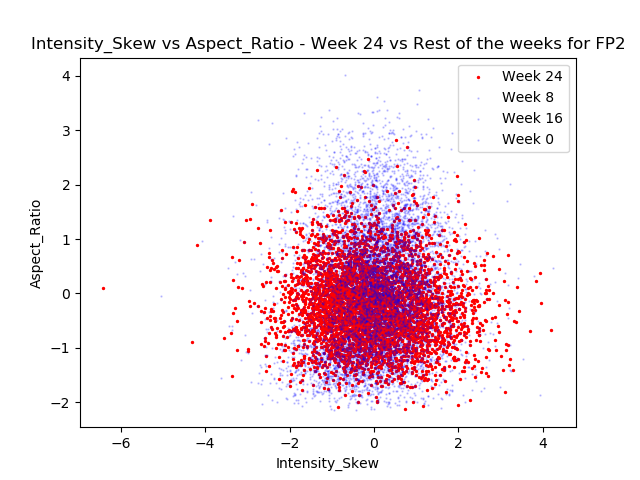 Intensity_Skew vs Aspect_Ratio - Week 24 vs Rest of the weeks for FP2
Week 24
Week 8
Week 16
Week 0
4
3
2
1
0
−1
−2
Aspect_Ratio
−6 −4 −2 0 2 4
Intensity_Skew